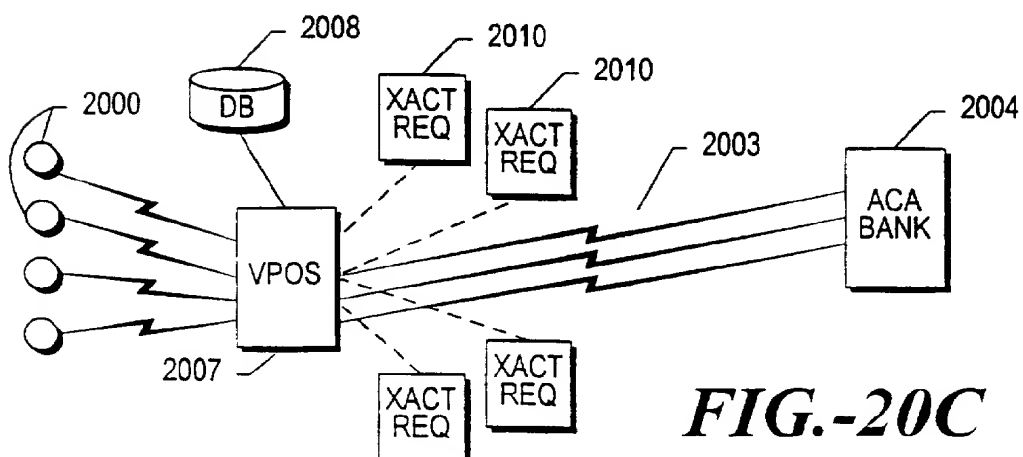 2008
2010
2010
2000
DB
XACT
REQ
XACT
REQ
2003
2004
ACA
BANK
VPOS
2007
XACT
REQ
XACT
REQ
FIG.-20C